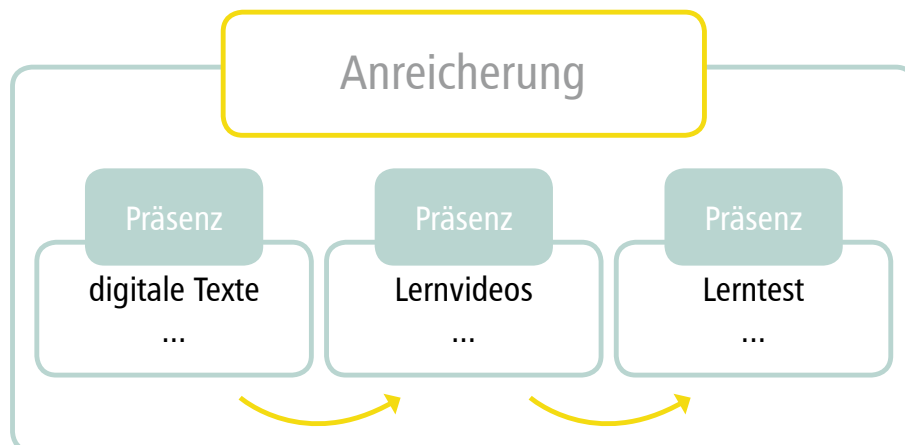 Anreicherung
Präsenz
digitale Texte
...
Präsenz
Lernvideos
...
Präsenz
Lerntest
...